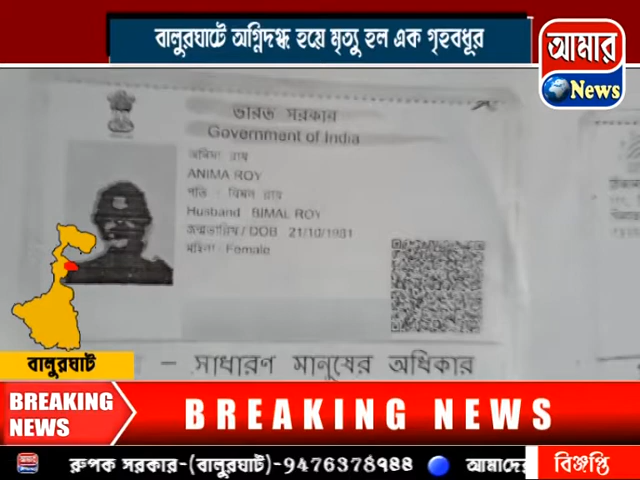 বালুরঘাটে অগ্নিদগ্ধ হয়ে মৃত্যু হল এক গৃহবধূর
আমার
News
ভারত সরকার
Government of India
অনিমা রায়
ANIMA ROY
পতি : বিমল রায়
Husband BIMAL ROY
জন্মতারিখ / DOB 21/10/1981
মহিলা / Female
– সাধারণ মানুষের অধিকার
বালুরঘাট
BREAKING NEWS
BREAKING
NEWS
রুপক সরকার-(বালুরঘাট)-9476378988
বিজ্ঞপ্তি